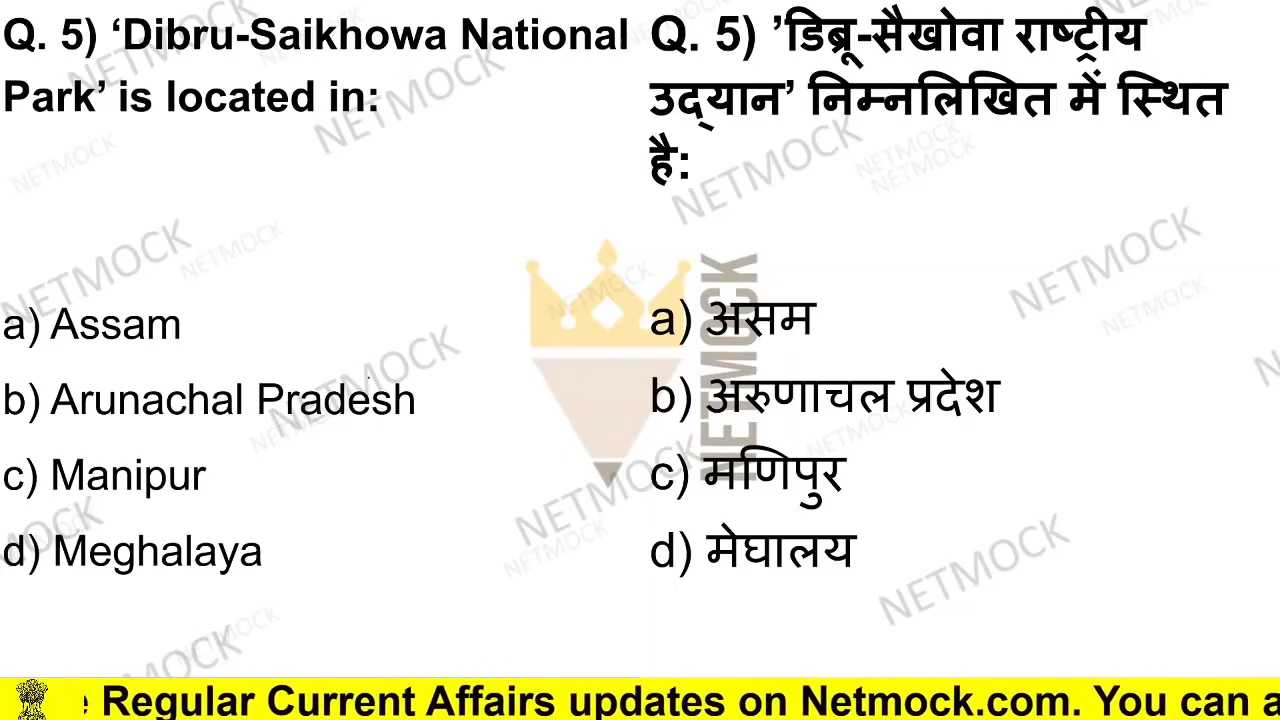 Q. 5) ‘Dibru-Saikhowa National
Park’ is located in:
a) Assam
b) Arunachal Pradesh
c) Manipur
d) Meghalaya
Q. 5) ’डिब्रू-सैखोवा राष्ट्रीय
उद्यान’ निम्नलिखित में स्थित
है:
a) असम
b) अरुणाचल प्रदेश
c) मणिपुर
d) मेघालय
NETMOCK
Regular Current Affairs updates on Netmock.com. You can a